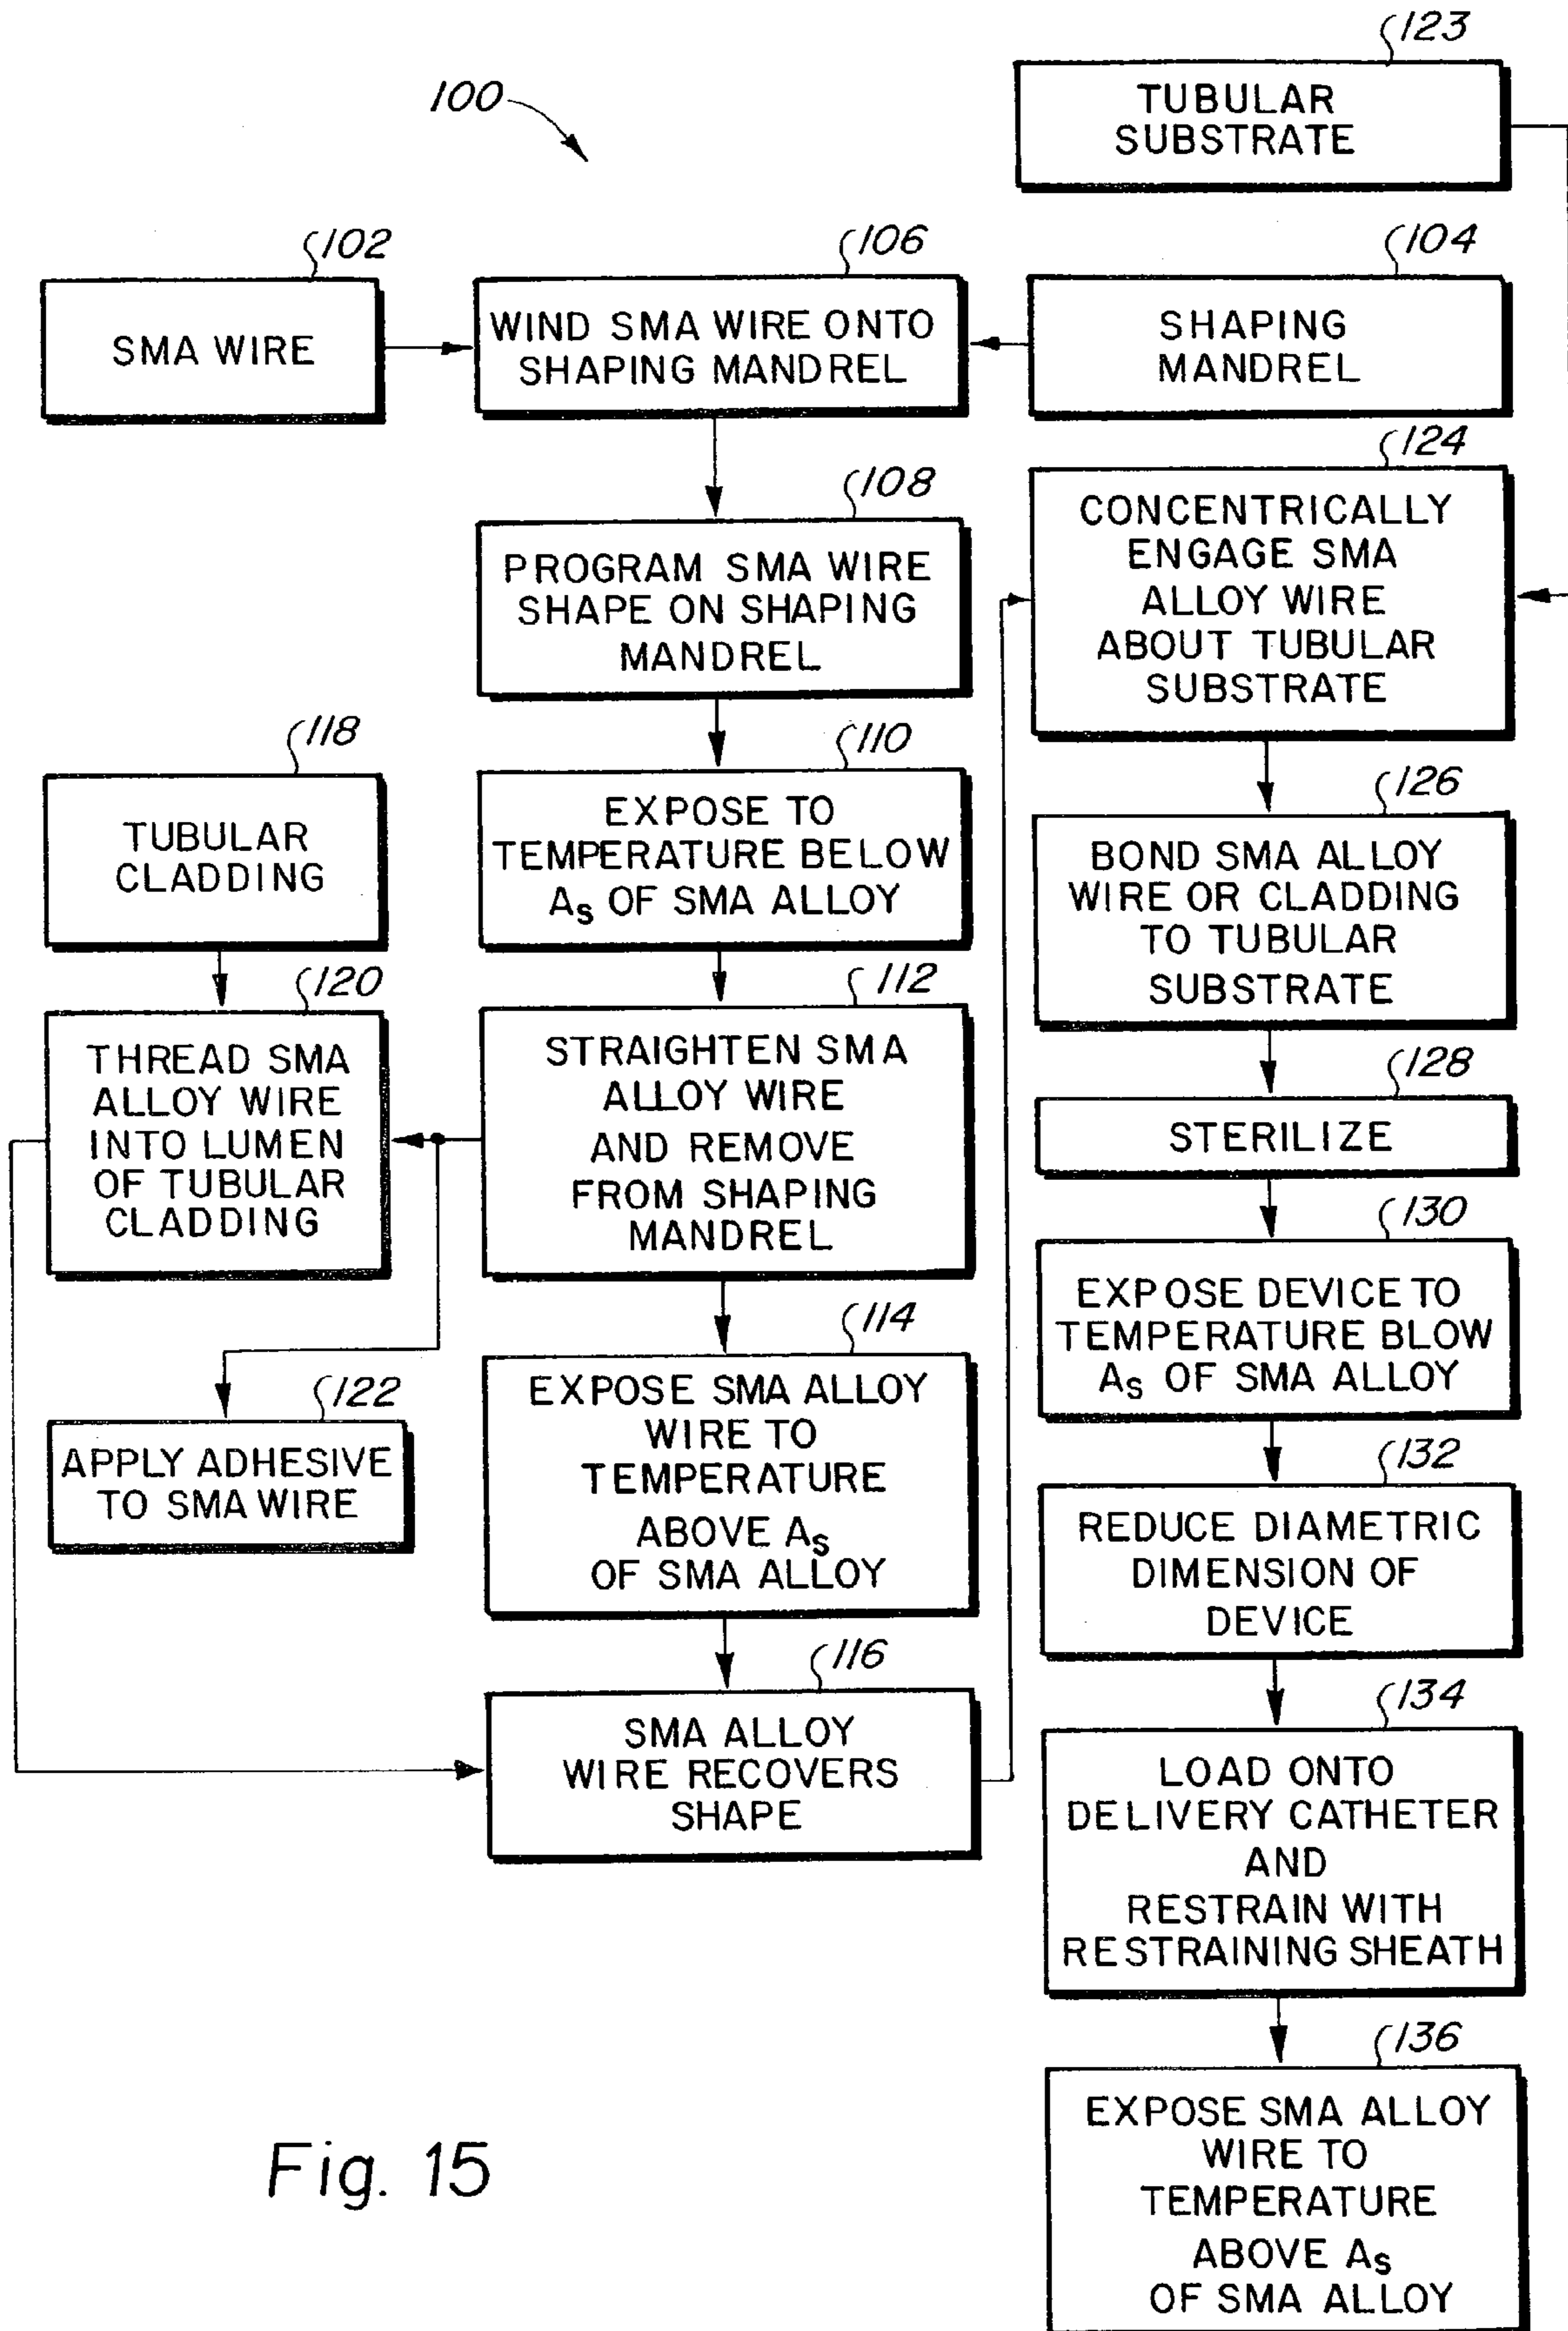 100
123
TUBULAR
SUBSTRATE
102
SMA WIRE
106
WIND SMA WIRE ONTO
SHAPING MANDREL
104
SHAPING
MANDREL
108
PROGRAM SMA WIRE
SHAPE ON SHAPING
MANDREL
110
EXPOSE TO
TEMPERATURE BELOW
As OF SMA ALLOY
112
STRAIGHTEN SMA
ALLOY WIRE
AND REMOVE
FROM SHAPING
MANDREL
118
TUBULAR
CLADDING
120
THREAD SMA
ALLOY WIRE
INTO LUMEN
OF TUBULAR
CLADDING
122
APPLY ADHESIVE
TO SMA WIRE
114
EXPOSE SMA ALLOY
WIRE TO
TEMPERATURE
ABOVE As
OF SMA ALLOY
116
SMA ALLOY
WIRE RECOVERS
SHAPE
124
CONCENTRICALLY
ENGAGE SMA
ALLOY WIRE
ABOUT TUBULAR
SUBSTRATE
126
BOND SMA ALLOY
WIRE OR CLADDING
TO TUBULAR
SUBSTRATE
128
STERILIZE
130
EXPOSE DEVICE TO
TEMPERATURE BLOW
As OF SMA ALLOY
132
REDUCE DIAMETRIC
DIMENSION OF
DEVICE
134
LOAD ONTO
DELIVERY CATHETER
AND
RESTRAIN WITH
RESTRAINING SHEATH
136
EXPOSE SMA ALLOY
WIRE TO
TEMPERATURE
ABOVE As
OF SMA ALLOY
Fig. 15